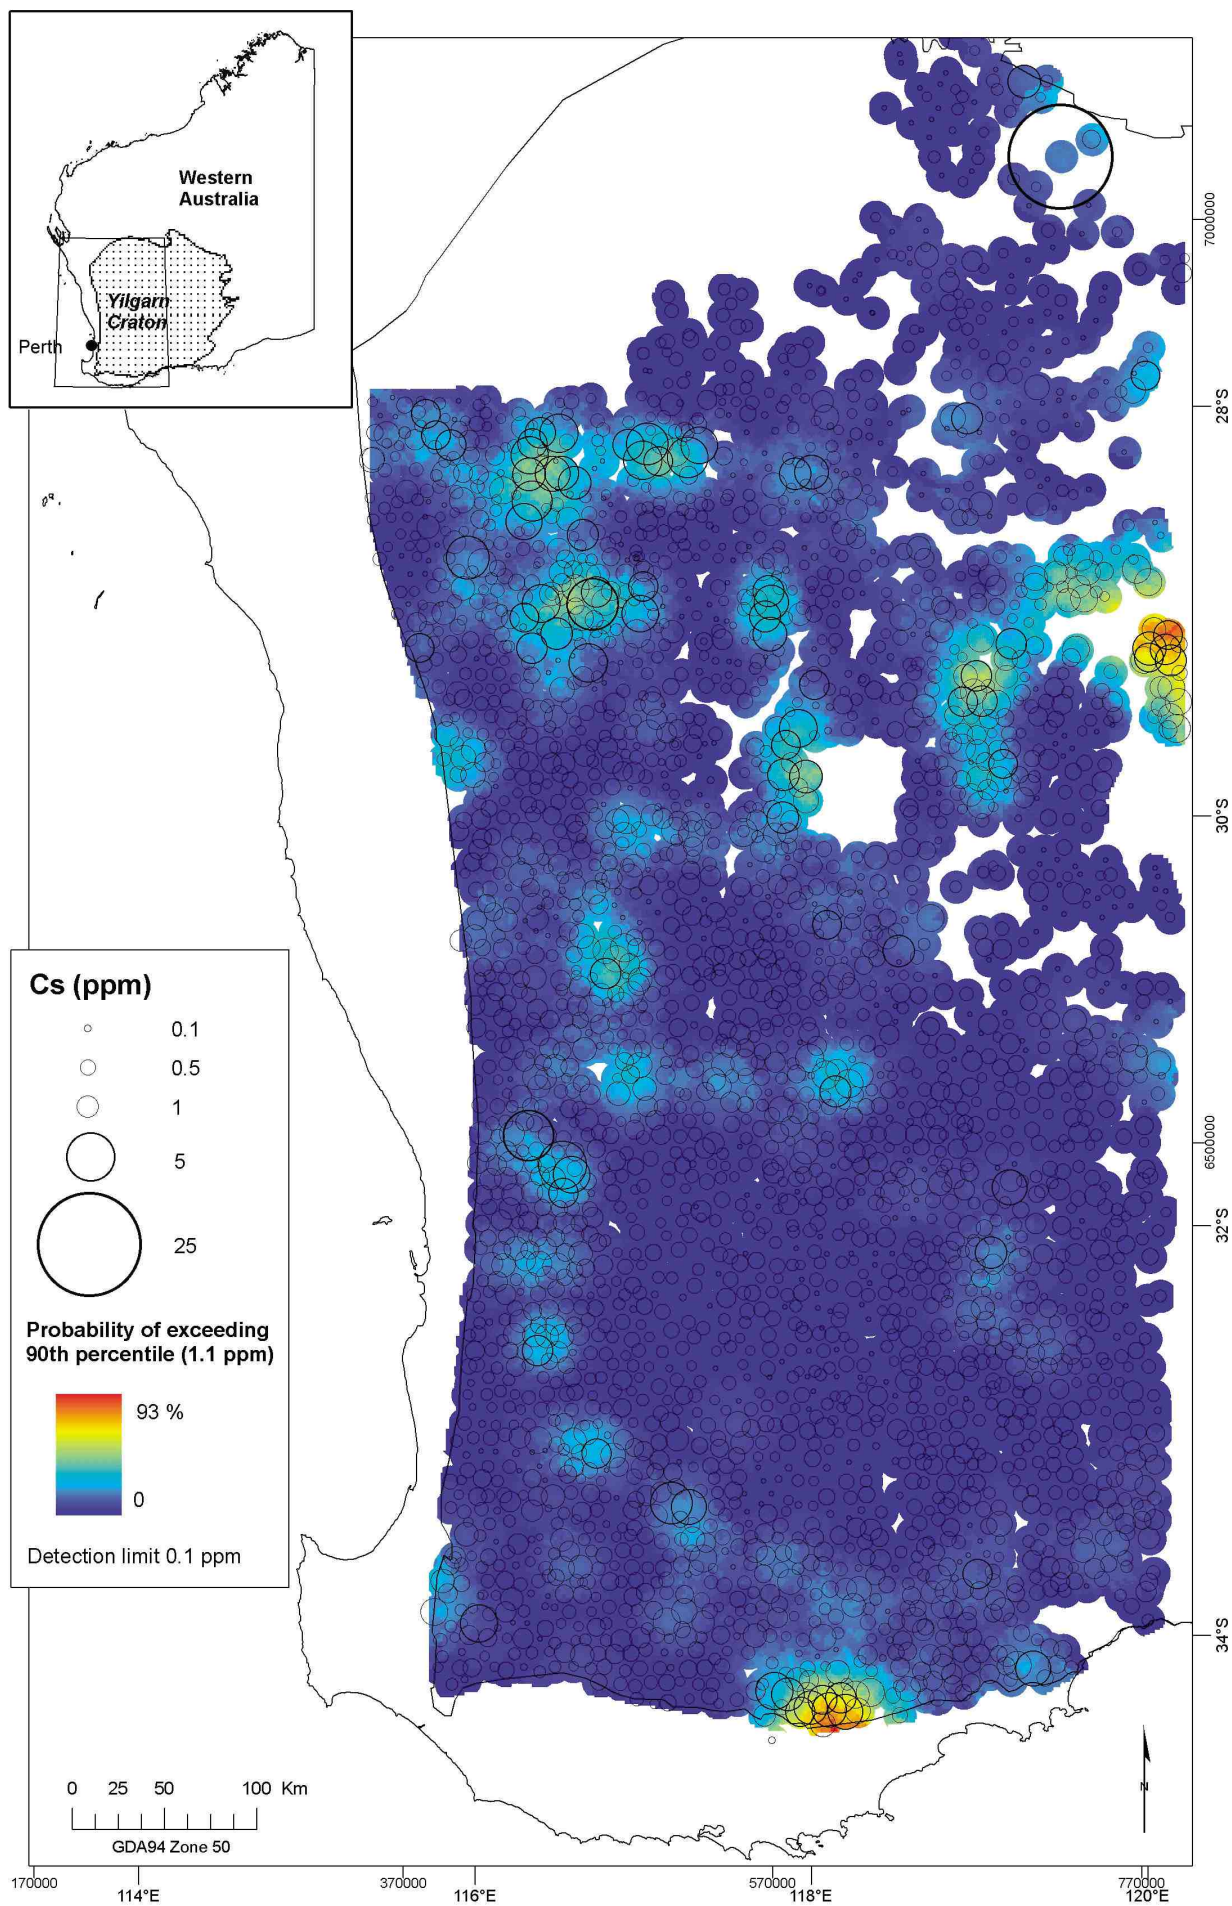 Western
Australia
Yilgarn
Craton
Perth
7000000
28°S
30°S
6500000
32°S
34°S
Cs (ppm)
0.1
0.5
1
5
25
Probability of exceeding
90th percentile (1.1 ppm)
93 %
0
Detection limit 0.1 ppm
0 25 50 100 Km
GDA94 Zone 50
N
170000
114°E
370000
116°E
570000
118°E
770000
120°E